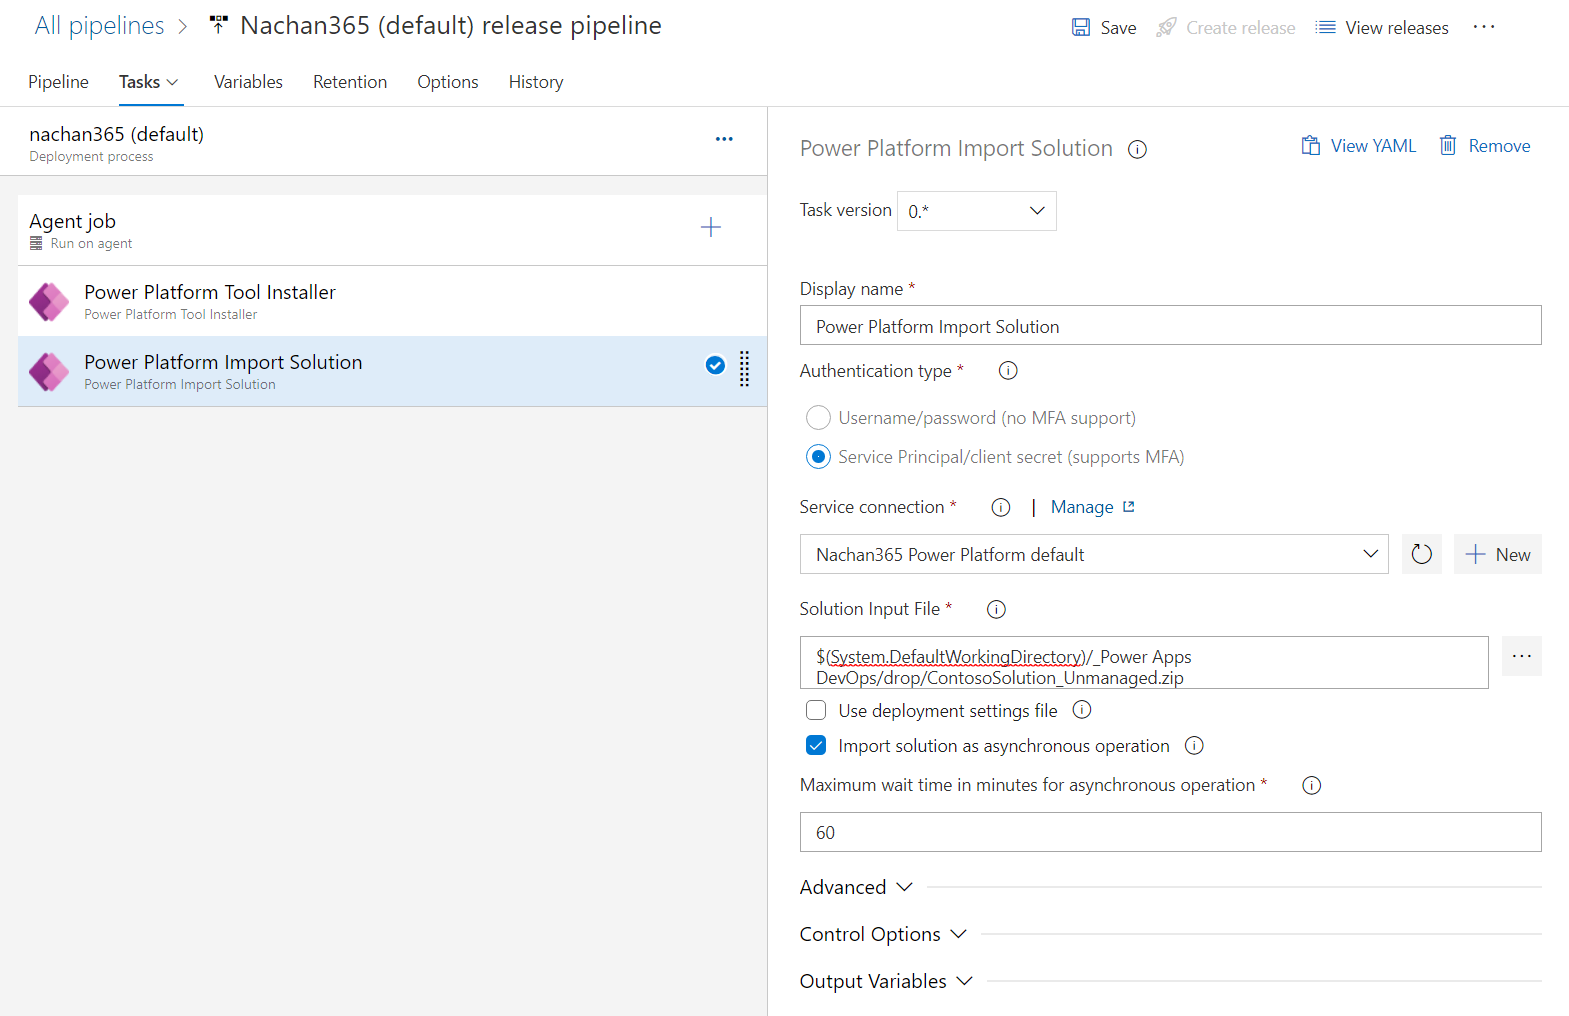 All pipelines > Nachan365 (default) release pipeline
Save
Create release
View releases
...
Pipeline
Tasks
Variables
Retention
Options
History
nachan365 (default)
Deployment process
...
Agent job
Run on agent
Power Platform Tool Installer
Power Platform Tool Installer
Power Platform Import Solution
Power Platform Import Solution
Power Platform Import Solution
View YAML
Remove
Task version
0.*
Display name *
Power Platform Import Solution
Authentication type *
Username/password (no MFA support)
Service Principal/client secret (supports MFA)
Service connection *
| Manage
Nachan365 Power Platform default
New
Solution Input File *
$(System.DefaultWorkingDirectory)/_Power Apps
DevOps/drop/ContosoSolution_Unmanaged.zip
...
Use deployment settings file
Import solution as asynchronous operation
Maximum wait time in minutes for asynchronous operation *
60
Advanced
Control Options
Output Variables